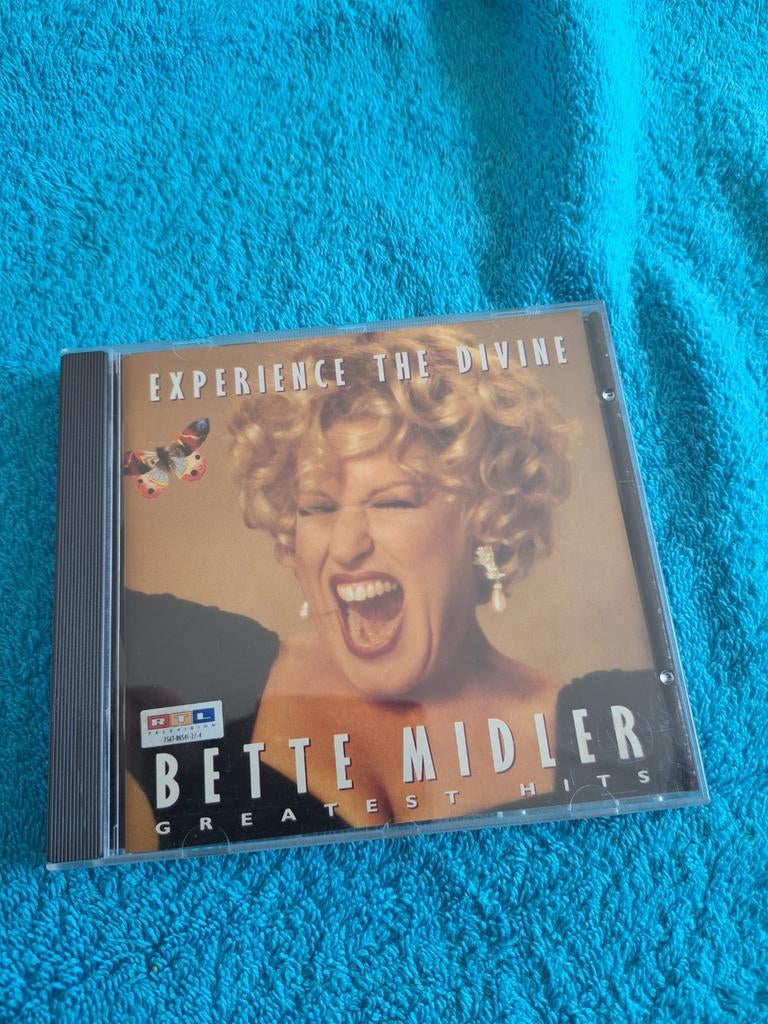 EXPERIENCE THE DIVINE
RTL
TELEVISION
BETTE MIDLER
GREATEST HITS